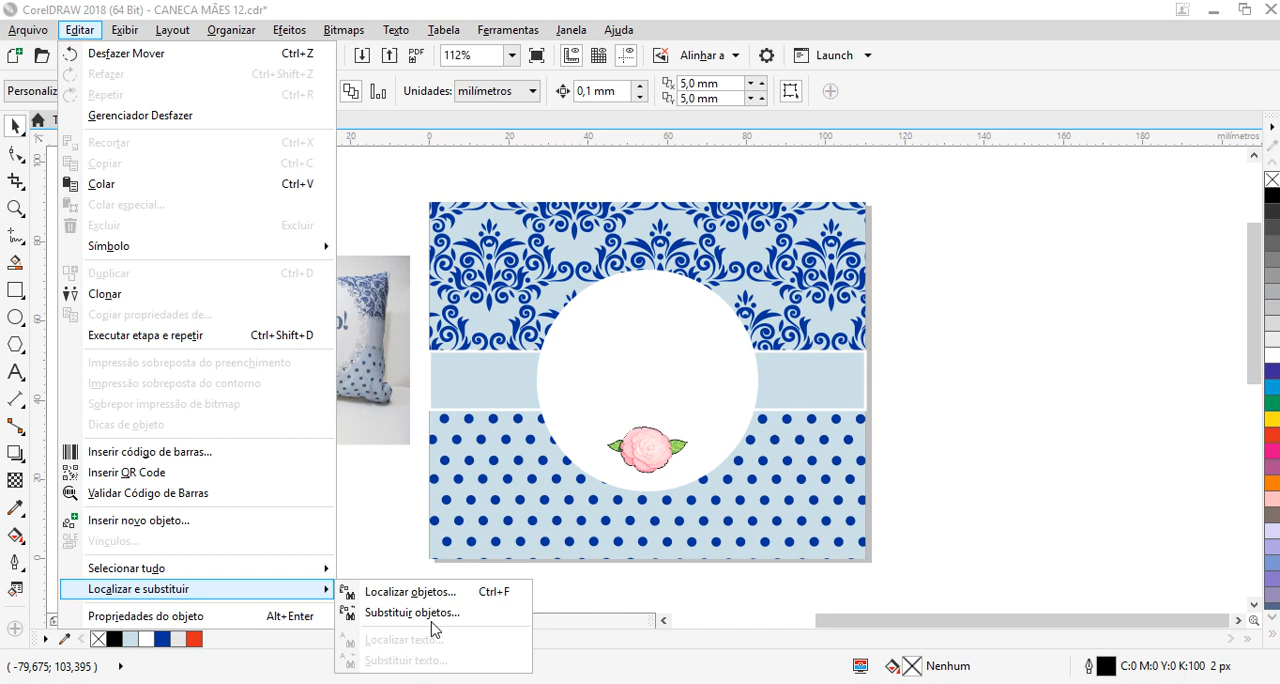 CorelDRAW 2018 (64 Bit) - CANECA MÃES 12.cdr*
Arquivo Editar Exibir Layout Organizar Efeitos Bitmaps Texto Tabela Ferramentas Janela Ajuda
PDF 112% Alinhar a Launch
Personaliz Unidades: milímetros 0,1 mm 5,0 mm
5,0 mm
20 0 20 40 60 80 100 120 140 160 180 milímetros
Desfazer Mover Ctrl+Z
Refazer Ctrl+Shift+Z
Repetir Ctrl+R
Gerenciador Desfazer
Recortar Ctrl+X
Copiar Ctrl+C
Colar Ctrl+V
Colar especial...
Excluir Excluir
Símbolo
Duplicar Ctrl+D
Clonar
Copiar propriedades de...
Executar etapa e repetir Ctrl+Shift+D
Impressão sobreposta do preenchimento
Impressão sobreposta do contorno
Sobrepor impressão de bitmap
Dicas de objeto
Inserir código de barras...
Inserir QR Code
Validar Código de Barras
Inserir novo objeto...
OLE Vínculos...
Selecionar tudo
Localizar e substituir
Propriedades do objeto Alt+Enter
Localizar objetos... Ctrl+F
Substituir objetos...
Localizar texto...
Substituir texto...
( -79,675; 103,395 ) Nenhum C:0 M:0 Y:0 K:100 2 px